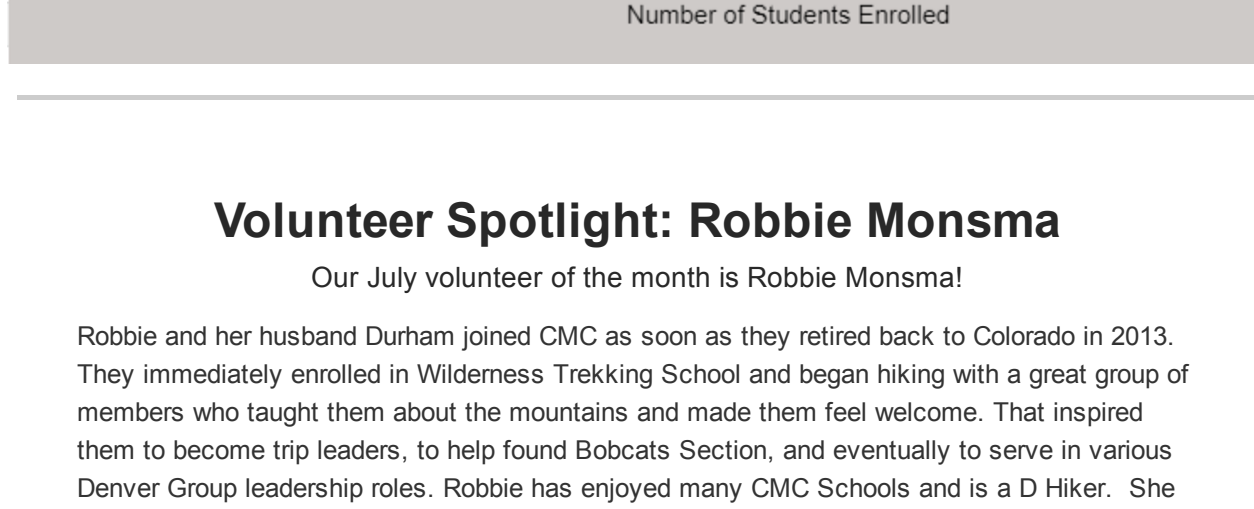 Number of Students Enrolled
Volunteer Spotlight: Robbie Monsma
Our July volunteer of the month is Robbie Monsma!
Robbie and her husband Durham joined CMC as soon as they retired back to Colorado in 2013.
They immediately enrolled in Wilderness Trekking School and began hiking with a great group of
members who taught them about the mountains and made them feel welcome. That inspired
them to become trip leaders, to help found Bobcats Section, and eventually to serve in various
Denver Group leadership roles. Robbie has enjoyed many CMC Schools and is a D Hiker.  She